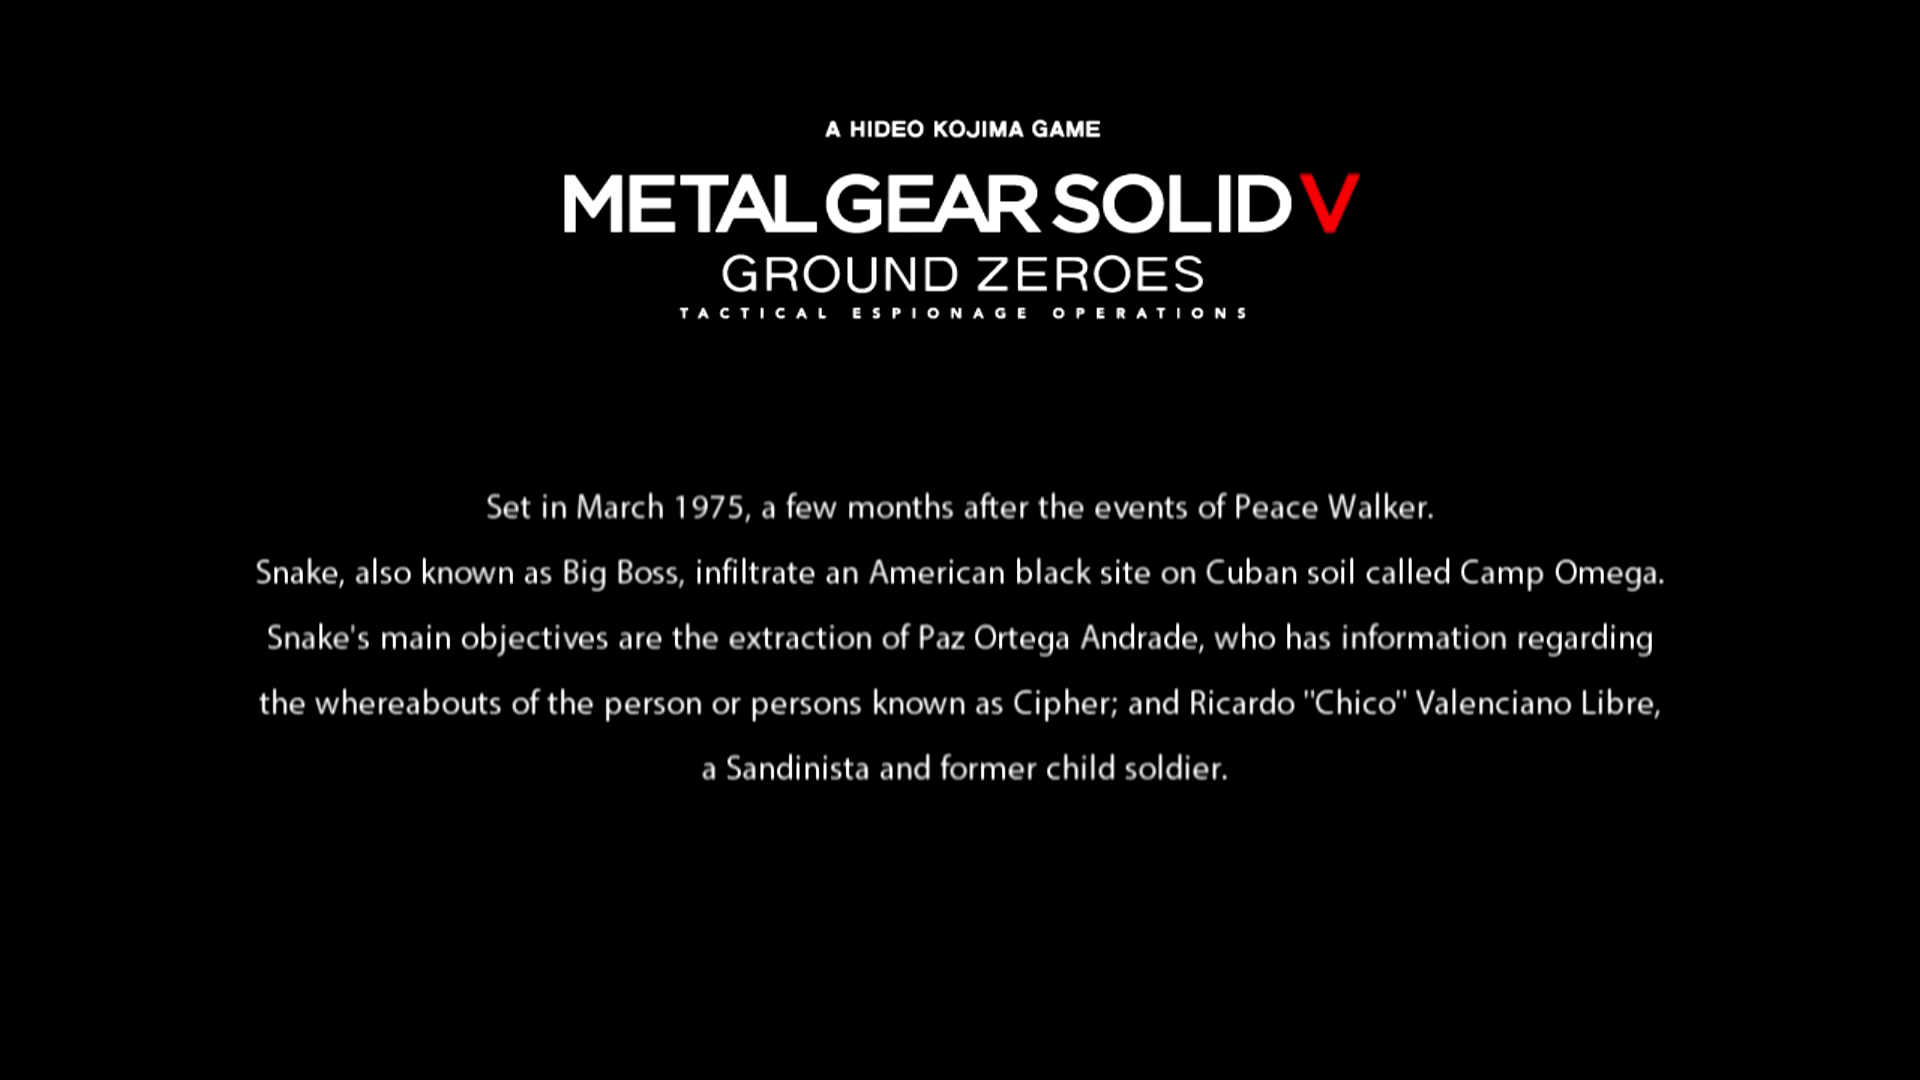 A HIDEO KOJIMA GAME
METAL GEAR SOLID V
GROUND ZEROES
TACTICAL ESPIONAGE OPERATIONS
Set in March 1975, a few months after the events of Peace Walker.
Snake, also known as Big Boss, infiltrate an American black site on Cuban soil called Camp Omega.
Snake's main objectives are the extraction of Paz Ortega Andrade, who has information regarding
the whereabouts of the person or persons known as Cipher; and Ricardo "Chico" Valenciano Libre,
a Sandinista and former child soldier.